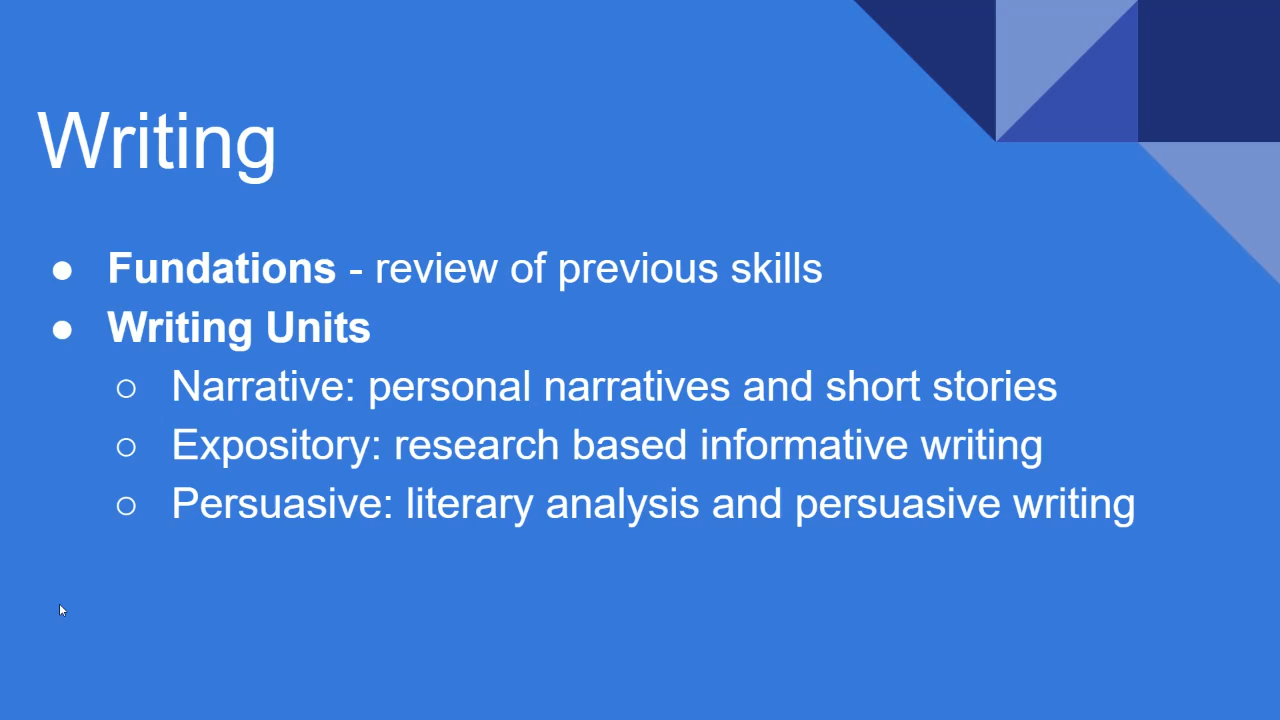 Writing
● Fundations - review of previous skills
● Writing Units
○ Narrative: personal narratives and short stories
○ Expository: research based informative writing
○ Persuasive: literary analysis and persuasive writing